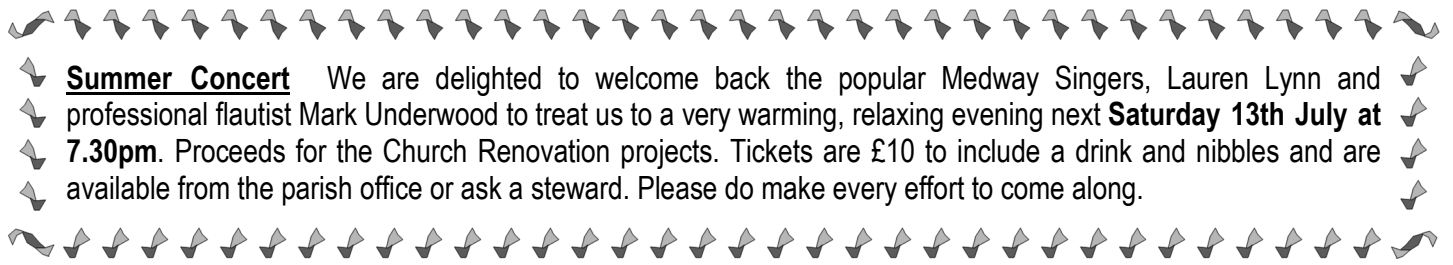 Summer Concert We are delighted to welcome back the popular Medway Singers, Lauren Lynn and
professional flautist Mark Underwood to treat us to a very warming, relaxing evening next Saturday 13th July at
7.30pm. Proceeds for the Church Renovation projects. Tickets are £10 to include a drink and nibbles and are
available from the parish office or ask a steward. Please do make every effort to come along.